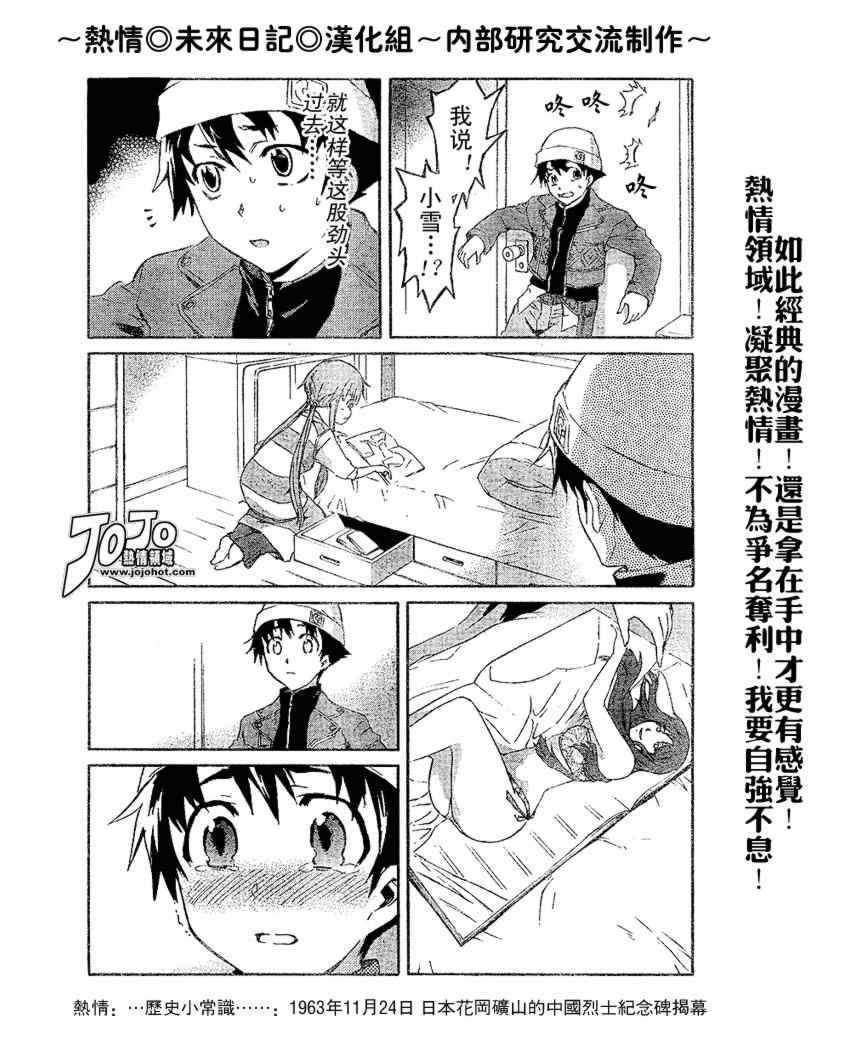 ～熱情◎未來日記◎漢化組～内部研究交流制作～
咚
咚
咚
我说！
小雪…！？
就这样等这股劲头
过去……
JOJO
熱情領域
www.jojohot.com
如此經典的漫畫！還是拿在手中才更有感覺！
熱情領域！凝聚熱情！不為爭名奪利！我要自強不息！
熱情：…歷史小常識……：1963年11月24日 日本花岡礦山的中國烈士紀念碑揭幕